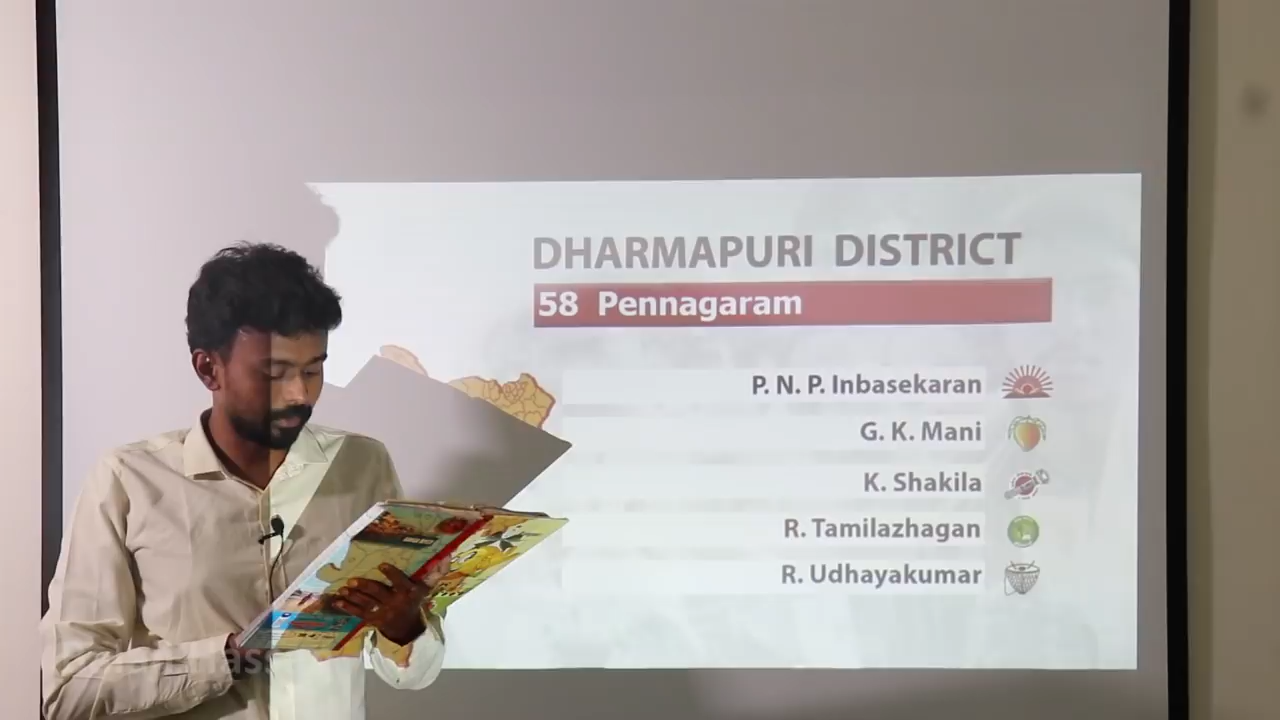 DHARMAPURI DISTRICT
58 Pennagaram
P. N. P. Inbasekaran
G. K. Mani
K. Shakila
R. Tamilazhagan
R. Udhayakumar